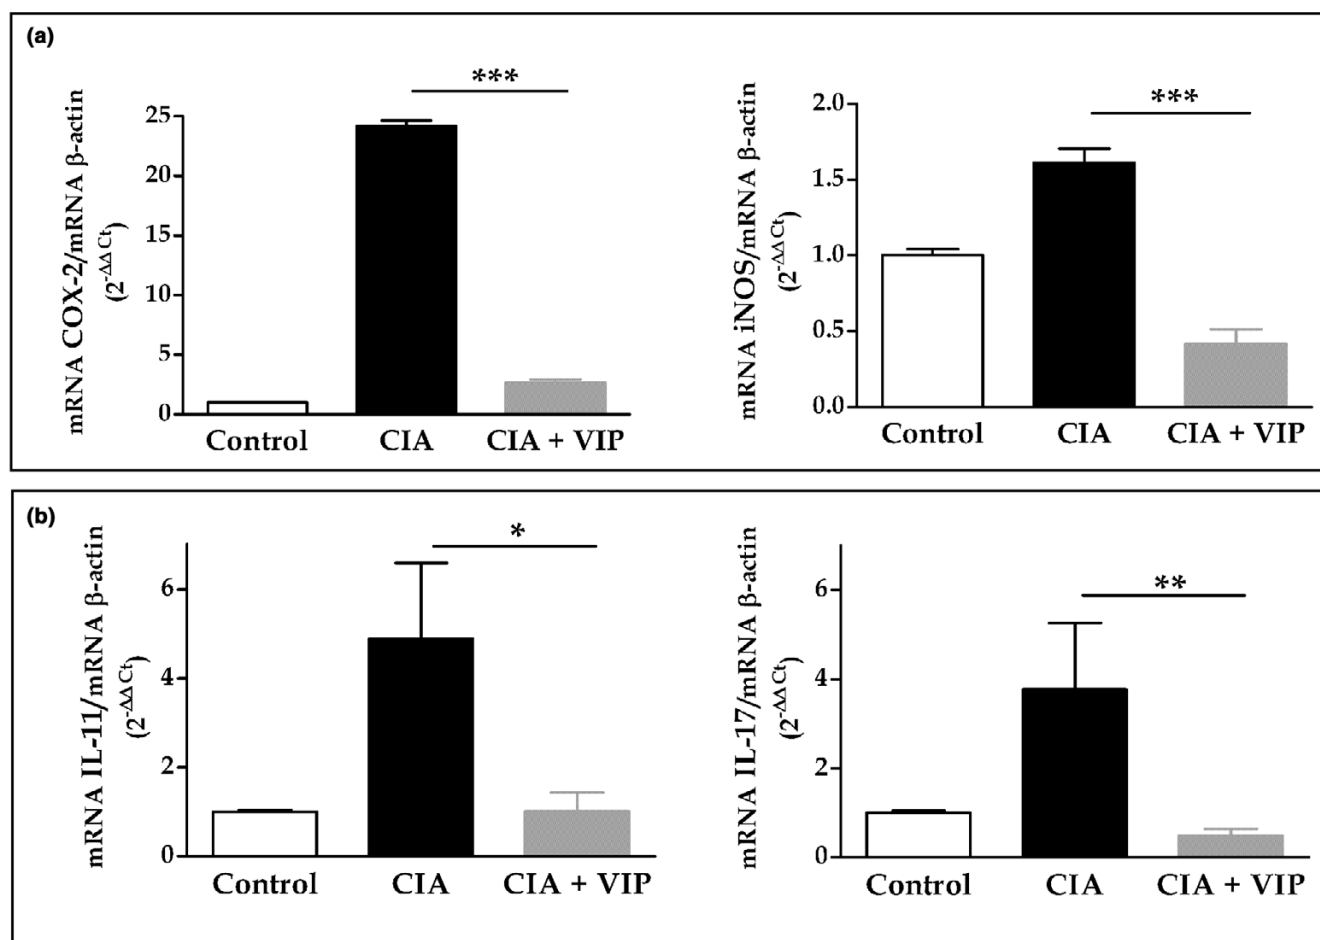 (a)
mRNA COX-2/mRNA β-actin
(2^-ΔΔCt)
25
20
15
10
5
0
***
Control CIA CIA + VIP
mRNA iNOS/mRNA β-actin
(2^-ΔΔCt)
2.0
1.5
1.0
0.5
0.0
***
Control CIA CIA + VIP
(b)
mRNA IL-11/mRNA β-actin
(2^-ΔΔCt)
6
4
2
0
*
Control CIA CIA + VIP
mRNA IL-17/mRNA β-actin
(2^-ΔΔCt)
6
4
2
0
**
Control CIA CIA + VIP